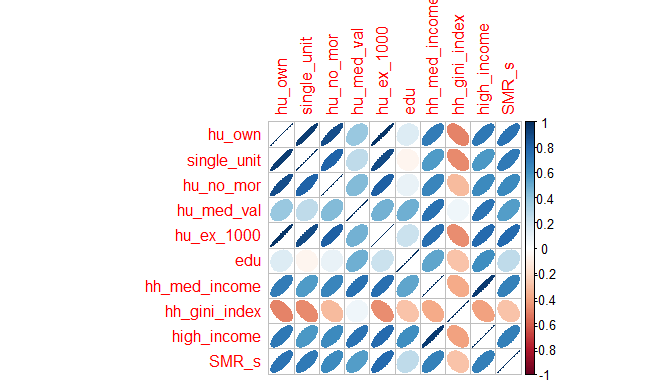 hu_own
single_unit
hu_no_mor
hu_med_val
hu_ex_1000
edu
hh_med_income
hh_gini_index
high_income
SMR_s
hu_own
single_unit
hu_no_mor
hu_med_val
hu_ex_1000
edu
hh_med_income
hh_gini_index
high_income
SMR_s
1
0.8
0.6
0.4
0.2
0
-0.2
-0.4
-0.6
-0.8
-1